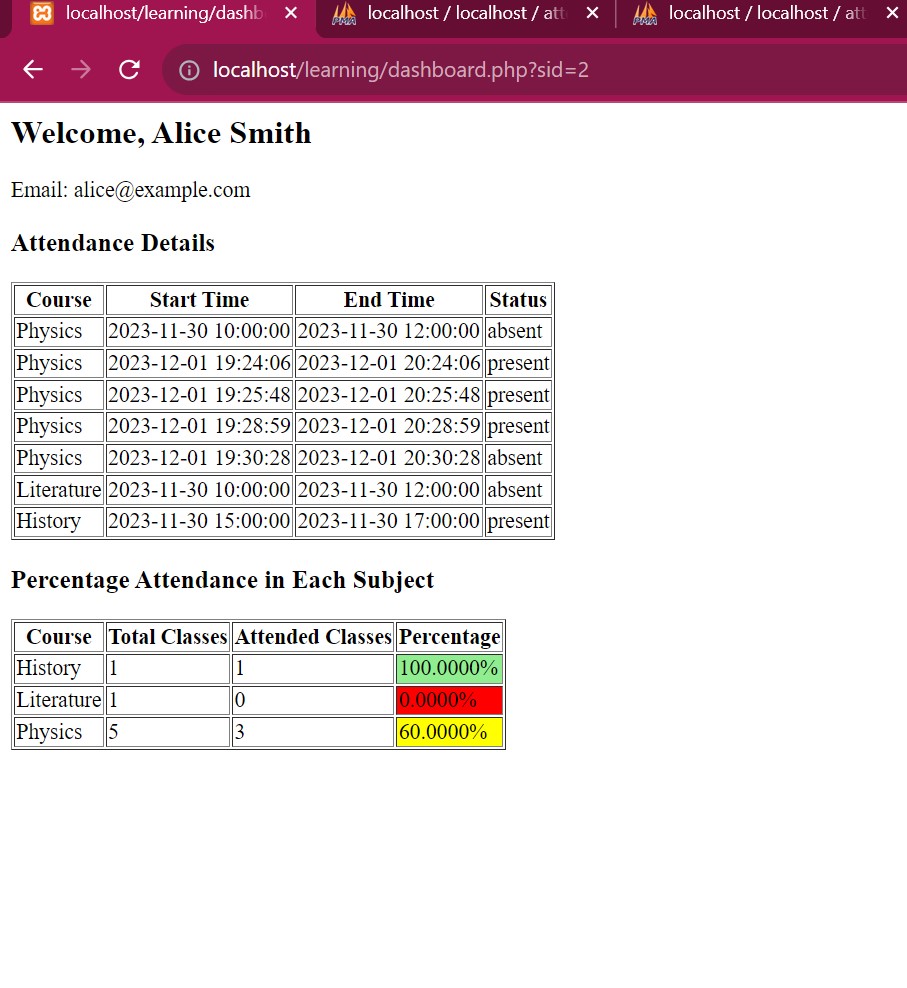 localhost/learning/dashb
localhost / localhost / att
localhost / localhost / att
localhost/learning/dashboard.php?sid=2
Welcome, Alice Smith
Email: alice@example.com
Attendance Details
Course Start Time End Time Status
Physics 2023-11-30 10:00:00 2023-11-30 12:00:00 absent
Physics 2023-12-01 19:24:06 2023-12-01 20:24:06 present
Physics 2023-12-01 19:25:48 2023-12-01 20:25:48 present
Physics 2023-12-01 19:28:59 2023-12-01 20:28:59 present
Physics 2023-12-01 19:30:28 2023-12-01 20:30:28 absent
Literature 2023-11-30 10:00:00 2023-11-30 12:00:00 absent
History 2023-11-30 15:00:00 2023-11-30 17:00:00 present
Percentage Attendance in Each Subject
Course Total Classes Attended Classes Percentage
History 1 1 100.0000%
Literature 1 0 0.0000%
Physics 5 3 60.0000%